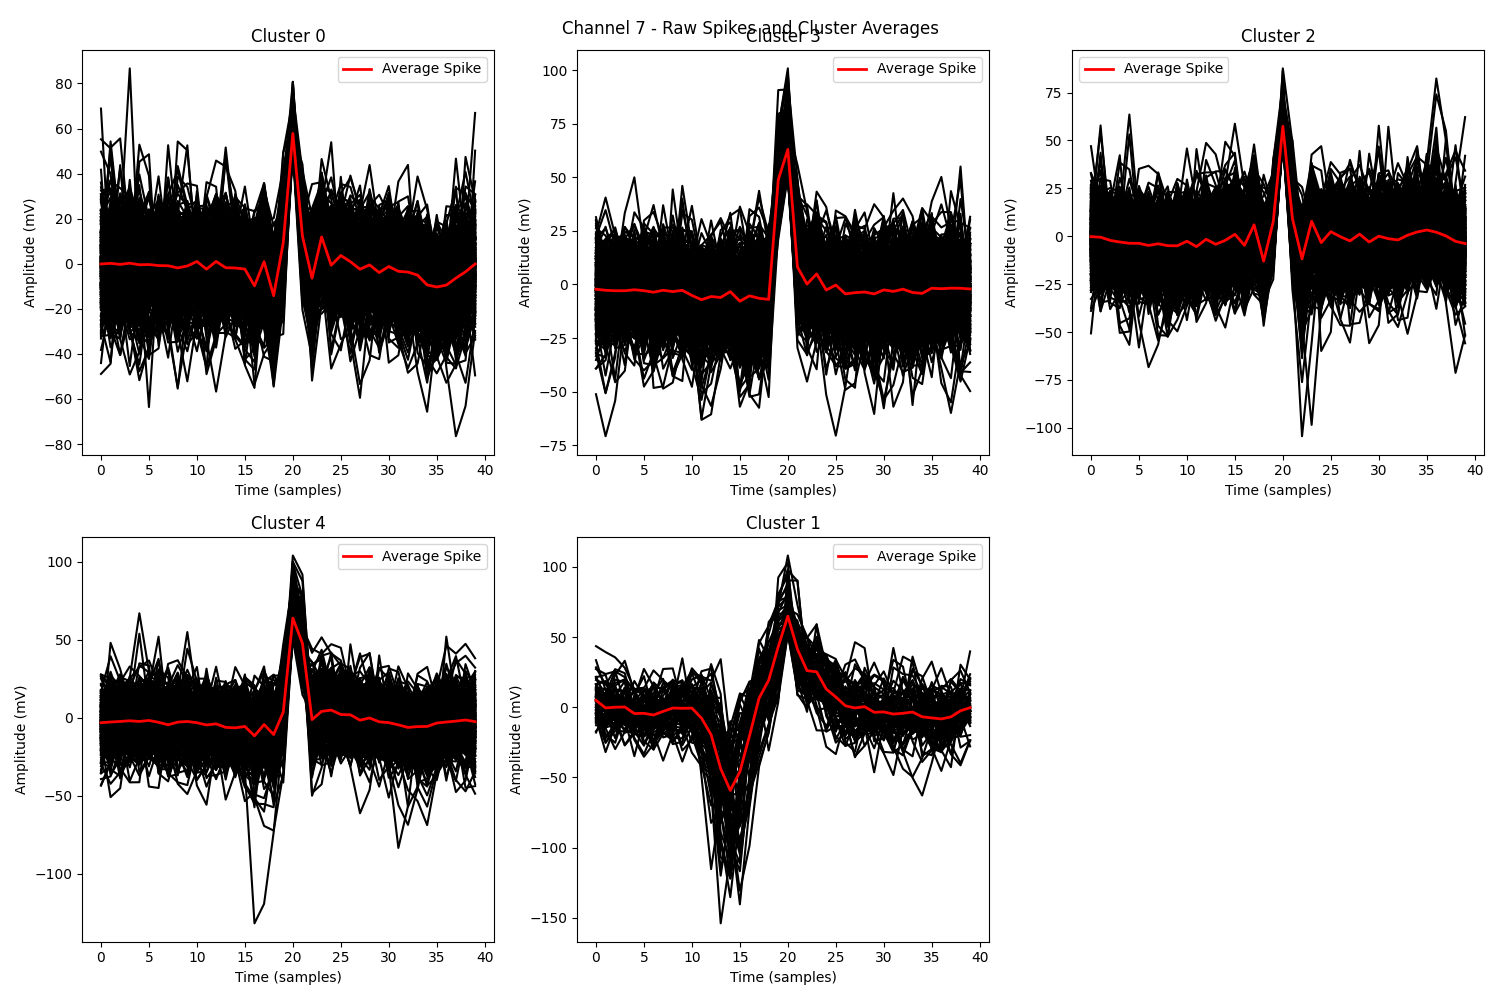 Channel 7 - Raw Spikes and Cluster Averages
Cluster 0
Average Spike
80
60
40
20
0
−20
−40
−60
−80
Amplitude (mV)
0 5 10 15 20 25 30 35 40
Time (samples)
Cluster 3
Average Spike
100
75
50
25
0
−25
−50
−75
Amplitude (mV)
0 5 10 15 20 25 30 35 40
Time (samples)
Cluster 2
Average Spike
75
50
25
0
−25
−50
−75
−100
Amplitude (mV)
0 5 10 15 20 25 30 35 40
Time (samples)
Cluster 4
Average Spike
100
50
0
−50
−100
Amplitude (mV)
0 5 10 15 20 25 30 35 40
Time (samples)
Cluster 1
Average Spike
100
50
0
−50
−100
−150
Amplitude (mV)
0 5 10 15 20 25 30 35 40
Time (samples)